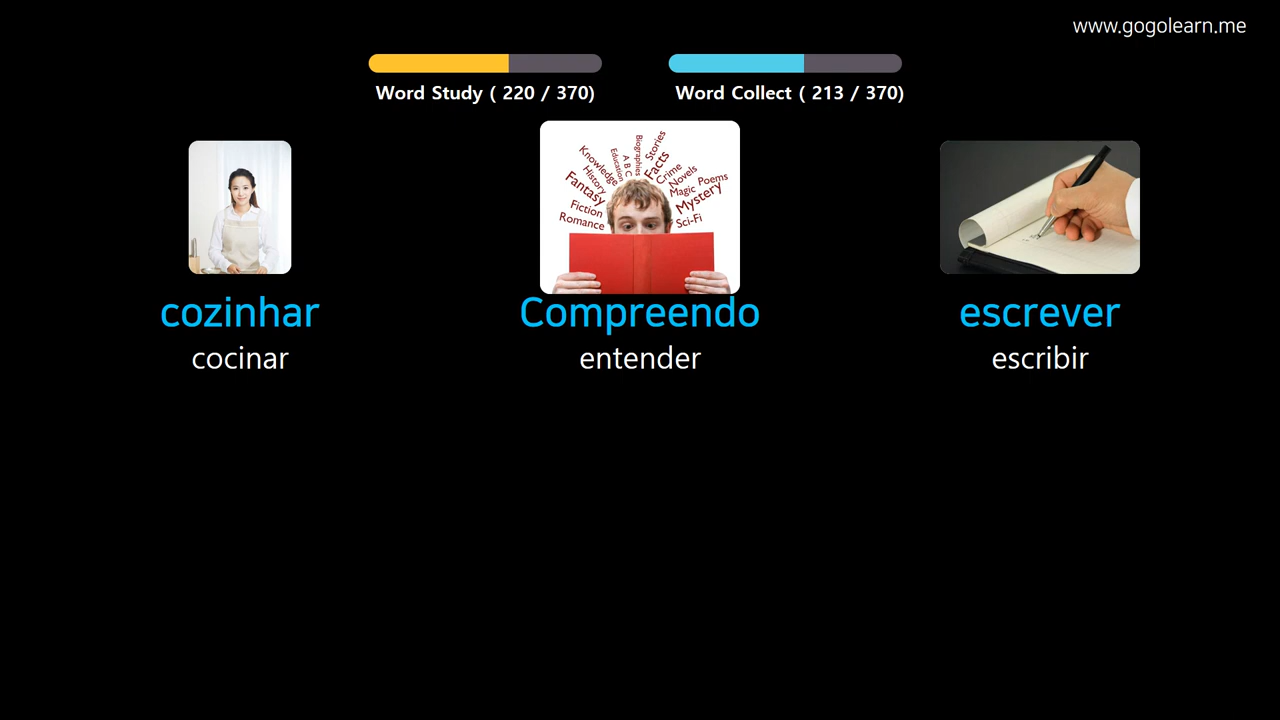 www.gogolearn.me
Word Study ( 220 / 370)
Word Collect ( 213 / 370)
Stories
Biographies
Facts
A B C
Education
Knowledge
Crime
History
Novels
Poems
Fantasy
Magic
Mystery
Fiction
Romance
Sci-Fi
cozinhar
Compreendo
escrever
cocinar
entender
escribir